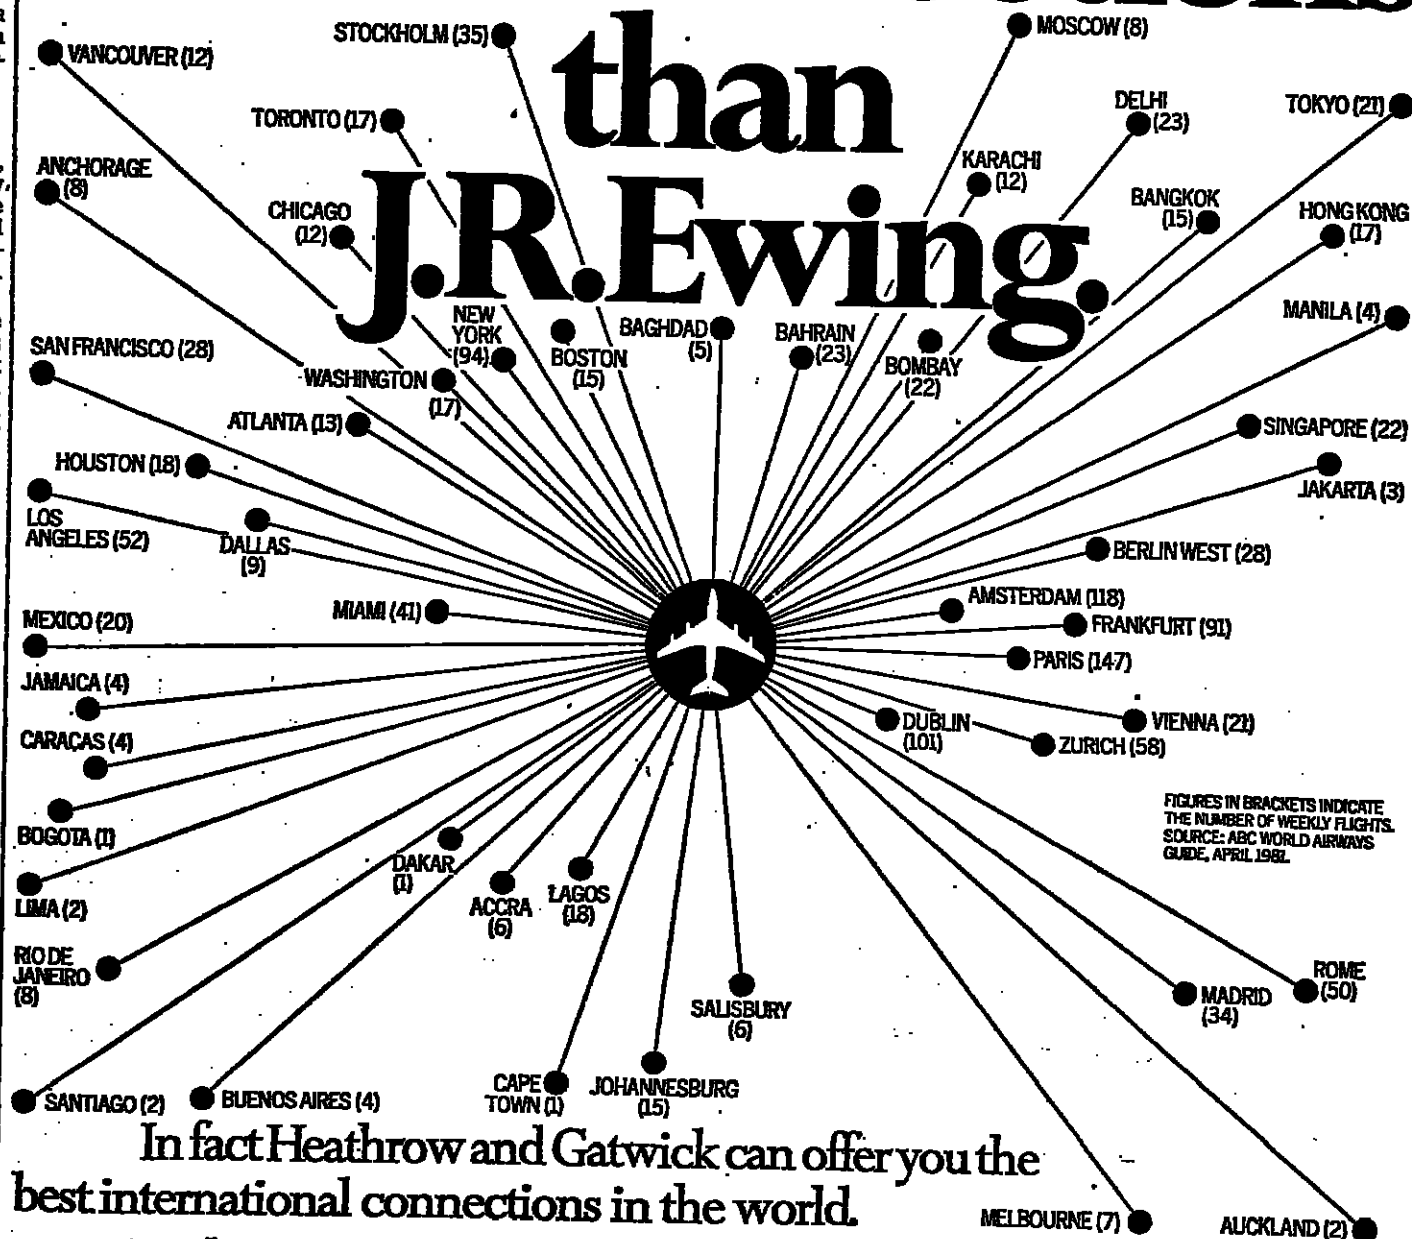 than
J.R.Ewing.
STOCKHOLM (35)
MOSCOW (8)
VANCOUVER (12)
DELHI
(23)
TOKYO (21)
TORONTO (17)
KARACHI
(12)
ANCHORAGE
(8)
BANGKOK
(15)
CHICAGO
(12)
HONG KONG
(17)
NEW
YORK
(94)
BAGHDAD
(5)
BAHRAIN
(23)
MANILA (4)
BOSTON
(15)
BOMBAY
(22)
SAN FRANCISCO (28)
WASHINGTON
(17)
ATLANTA (13)
SINGAPORE (22)
HOUSTON (18)
JAKARTA (3)
LOS
ANGELES (52)
DALLAS
(9)
BERLIN WEST (28)
MIAMI (41)
AMSTERDAM (118)
MEXICO (20)
FRANKFURT (91)
PARIS (147)
JAMAICA (4)
DUBLIN
(101)
VIENNA (21)
CARACAS (4)
ZURICH (58)
FIGURES IN BRACKETS INDICATE
THE NUMBER OF WEEKLY FLIGHTS.
SOURCE: ABC WORLD AIRWAYS
GUIDE, APRIL 1981.
BOGOTA (1)
DAKAR
(1)
LIMA (2)
ACCRA
(6)
LAGOS
(18)
RIO DE
JANEIRO
(8)
SALISBURY
(6)
MADRID
(34)
ROME
(50)
SANTIAGO (2)
BUENOS AIRES (4)
CAPE
TOWN (1)
JOHANNESBURG
(15)
In fact Heathrow and Gatwick can offer you the
best international connections in the world.
MELBOURNE (7)
AUCKLAND (2)